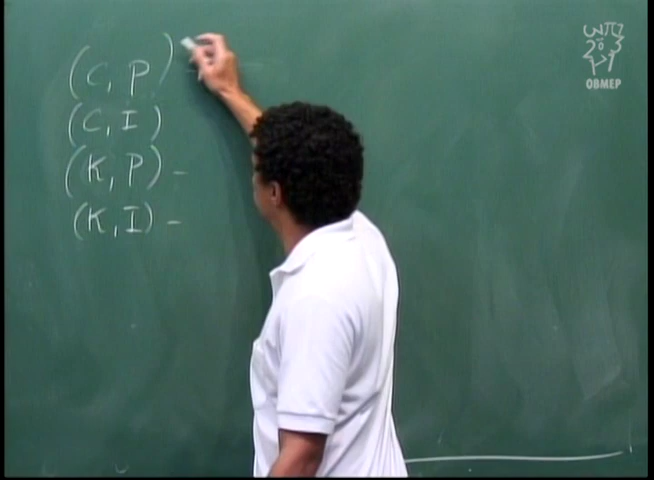 (C, P)
(C, I)
(K, P) -
(K, I) -
OBMEP